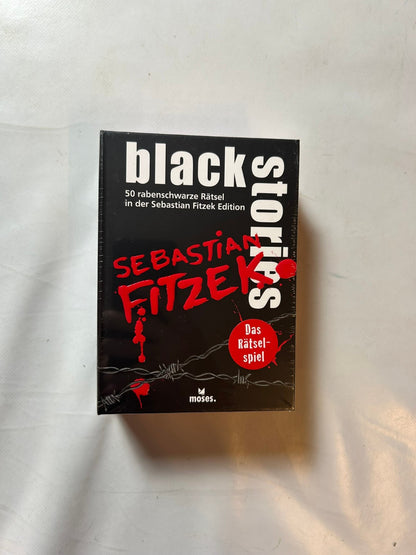 black stories
50 rabenschwarze Rätsel
in der Sebastian Fitzek Edition
SEBASTIAN
FITZEK
Das
Rätsel-
spiel
moses.